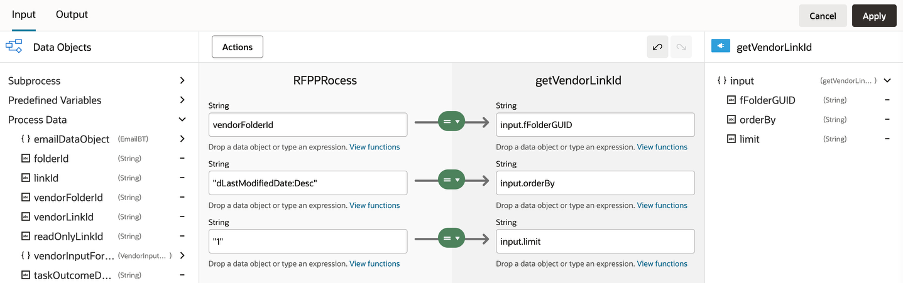 Input Output Cancel Apply
Data Objects
Subprocess
Predefined Variables
Process Data
{ } emailDataObject (EmailBT)
folderId (String)
linkId (String)
vendorFolderId (String)
vendorLinkId (String)
readOnlyLinkId (String)
{ } vendorInputFor... (VendorInput... )
taskOutcomeD... (String)
Actions
RFPPRocess getVendorLinkId
String String
vendorFolderId = input.fFolderGUID
Drop a data object or type an expression. View functions Drop a data object or type an expression. View functions
String String
"dLastModifiedDate:Desc" = input.orderBy
Drop a data object or type an expression. View functions Drop a data object or type an expression. View functions
String String
"1" = input.limit
Drop a data object or type an expression. View functions Drop a data object or type an expression. View functions
getVendorLinkId
{ } input (getVendorLin... )
fFolderGUID (String)
orderBy (String)
limit (String)